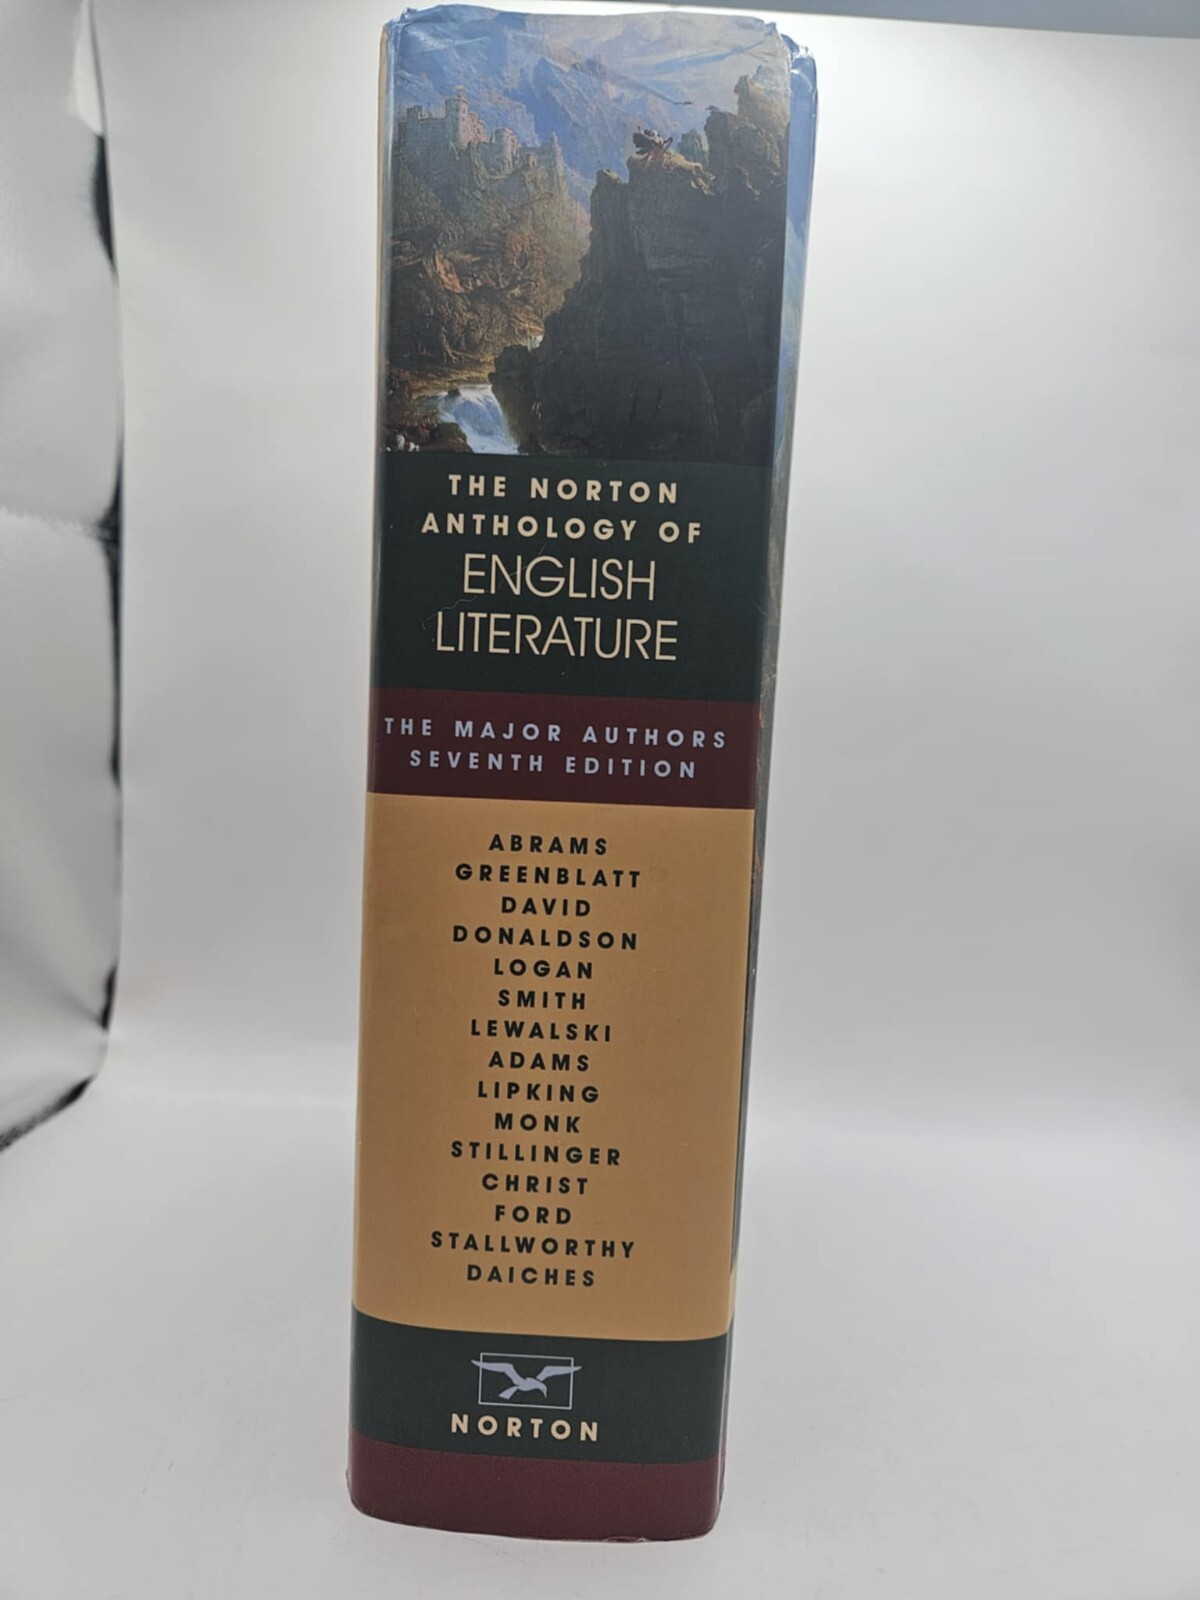 THE NORTON
ANTHOLOGY OF
ENGLISH
LITERATURE
THE MAJOR AUTHORS
SEVENTH EDITION
ABRAMS
GREENBLATT
DAVID
DONALDSON
LOGAN
SMITH
LEWALSKI
ADAMS
LIPKING
MONK
STILLINGER
CHRIST
FORD
STALLWORTHY
DAICHES
NORTON